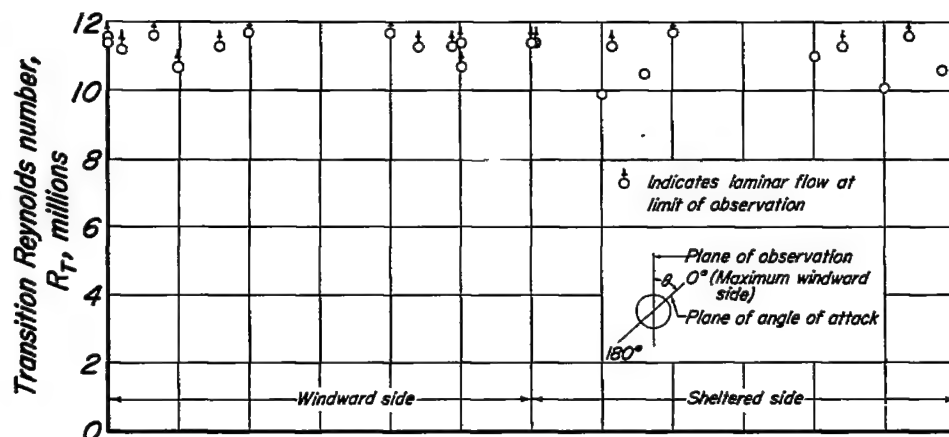 Transition Reynolds number,
R_T, millions
12
10
8
6
4
2
0
Indicates laminar flow at
limit of observation
Plane of observation
θ
0° (Maximum windward
side)
Plane of angle of attack
180°
Windward side
Sheltered side